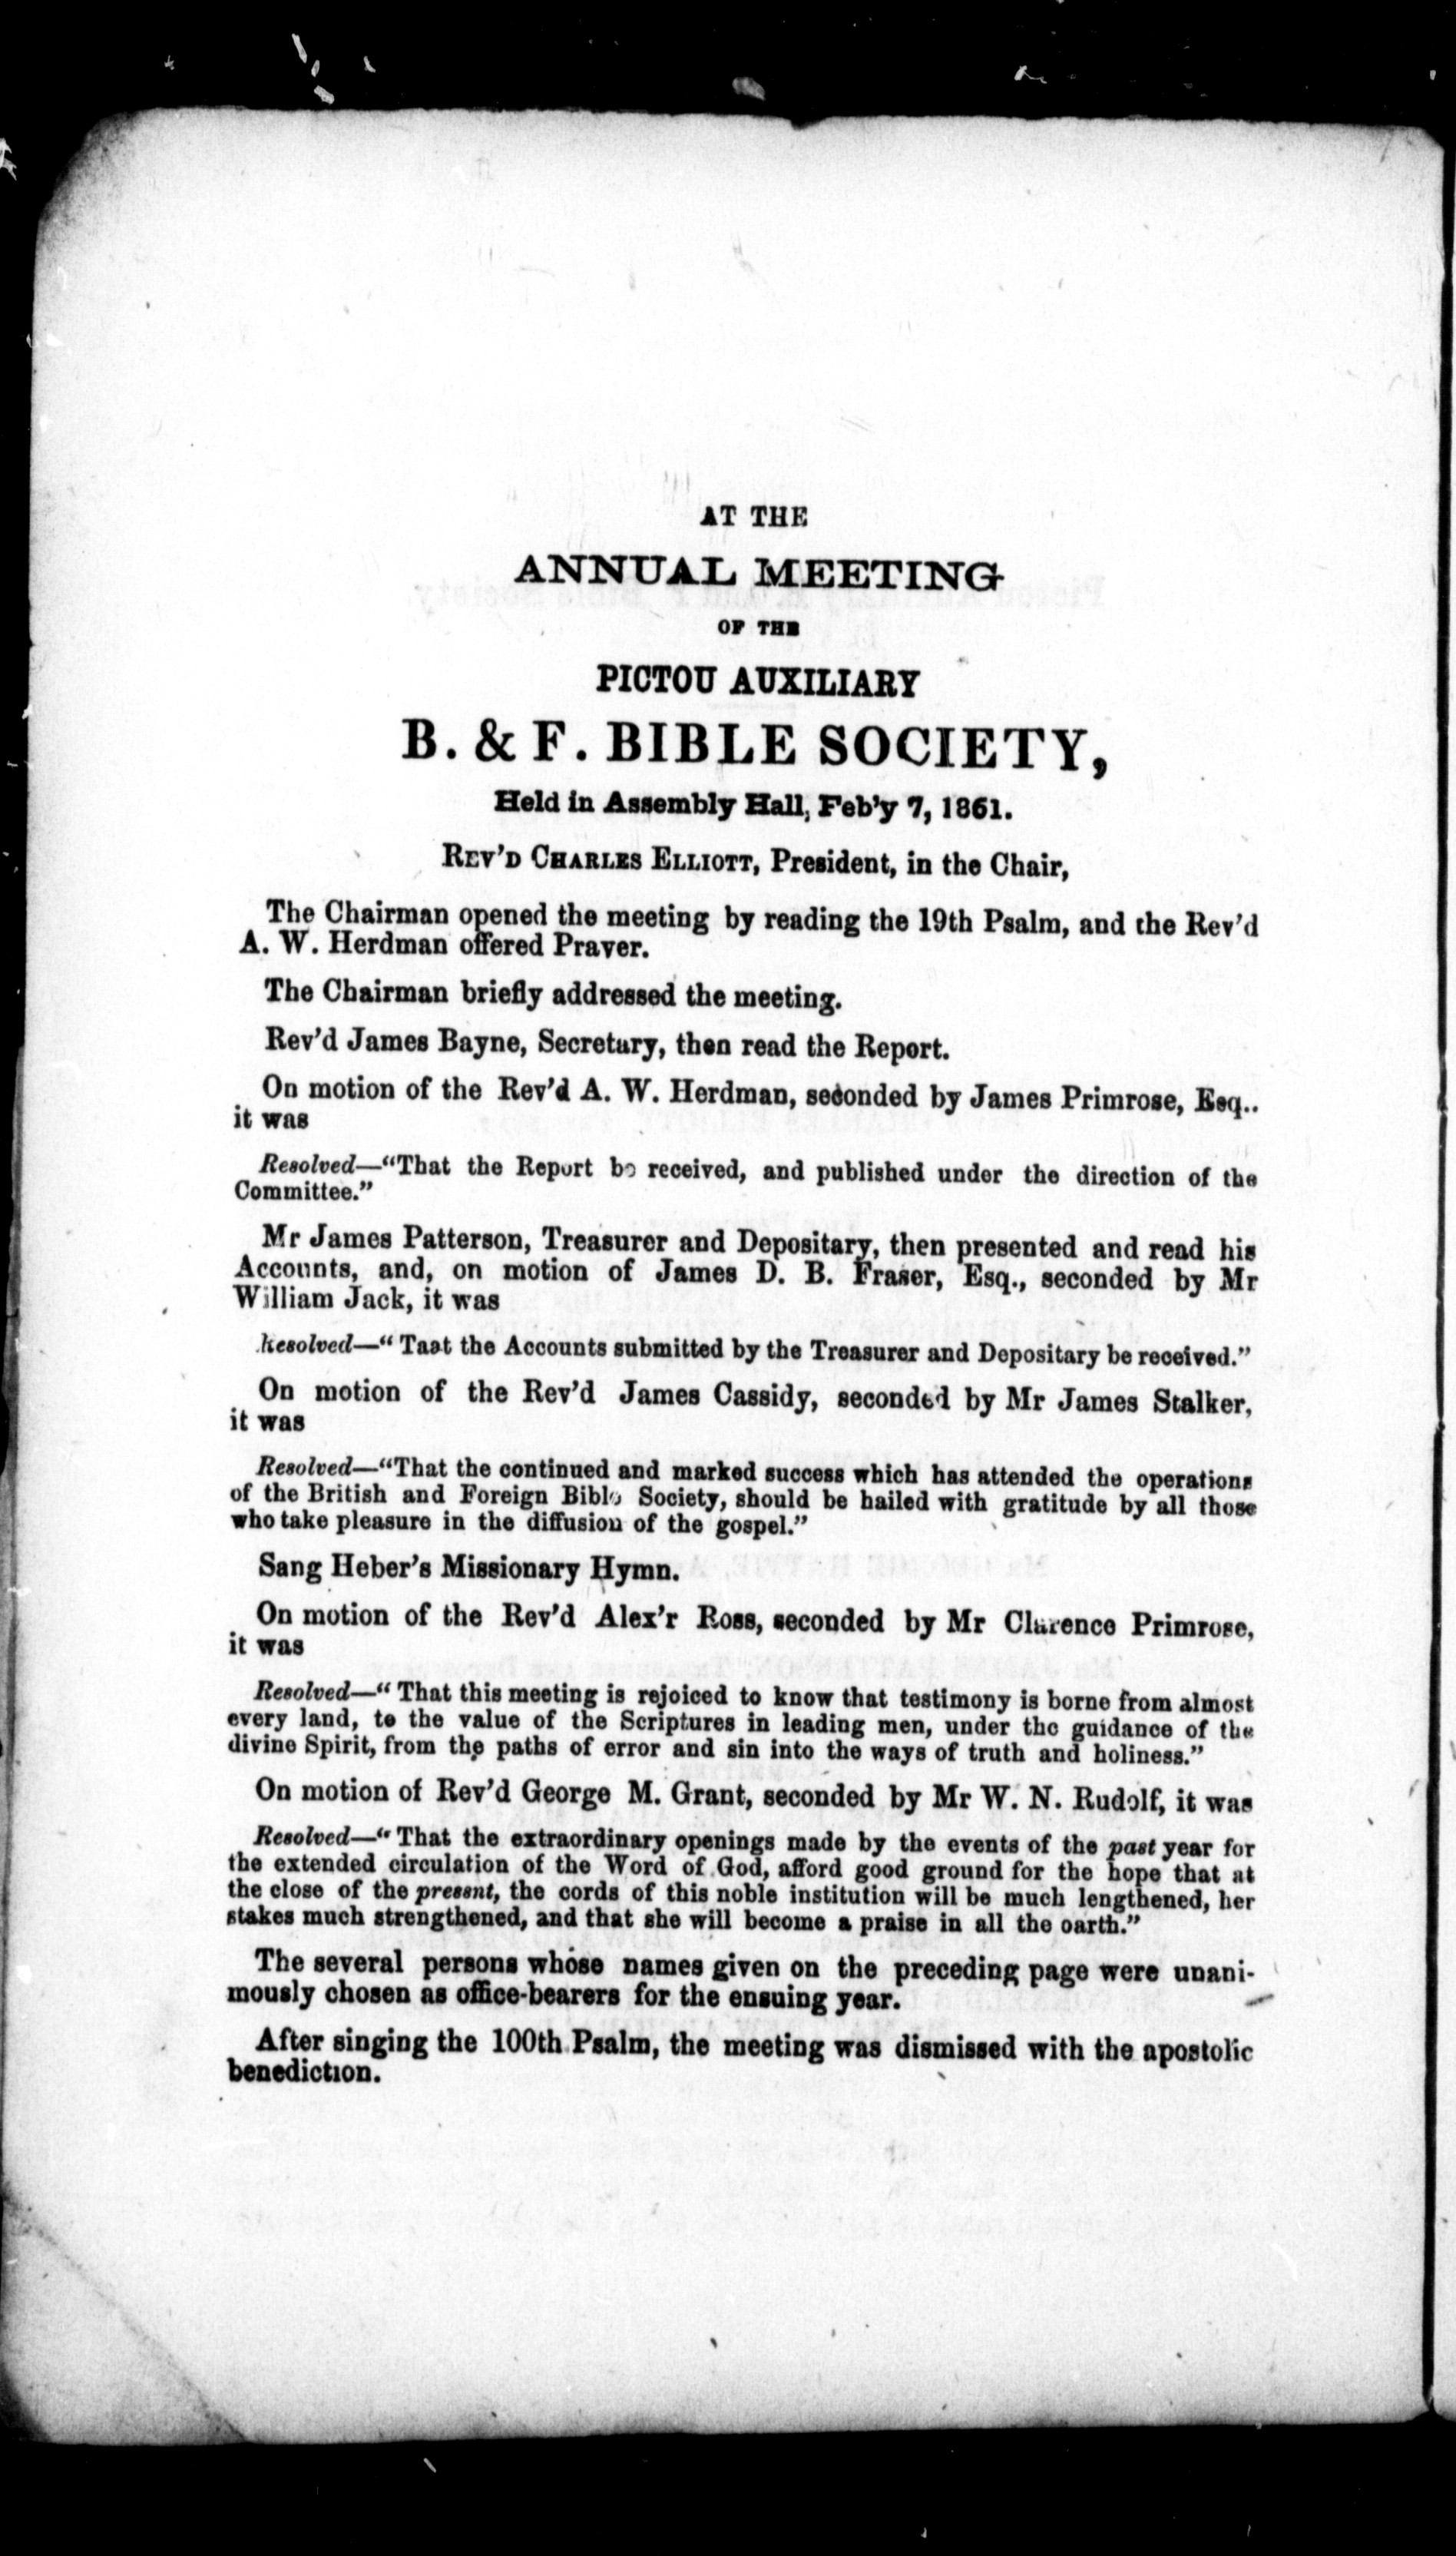 AT THE
ANNUAL MEETING
OF THE
PICTOU AUXILIARY
B. & F. BIBLE SOCIETY,
Held in Assembly Hall, Feb'y 7, 1861.
REV'D CHARLES ELLIOTT, President, in the Chair,
The Chairman opened the meeting by reading the 19th Psalm, and the Rev'd
A. W. Herdman offered Prayer.
The Chairman briefly addressed the meeting.
Rev'd James Bayne, Secretary, then read the Report.
On motion of the Rev'd A. W. Herdman, seconded by James Primrose, Esq..
it was
Resolved—"That the Report be received, and published under the direction of the
Committee."
Mr James Patterson, Treasurer and Depositary, then presented and read his
Accounts, and, on motion of James D. B. Fraser, Esq., seconded by Mr
William Jack, it was
Resolved—" Taat the Accounts submitted by the Treasurer and Depositary be received."
On motion of the Rev'd James Cassidy, seconded by Mr James Stalker,
it was
Resolved—"That the continued and marked success which has attended the operations
of the British and Foreign Bible Society, should be hailed with gratitude by all those
who take pleasure in the diffusion of the gospel."
Sang Heber's Missionary Hymn.
On motion of the Rev'd Alex'r Ross, seconded by Mr Clarence Primrose,
it was
Resolved—" That this meeting is rejoiced to know that testimony is borne from almost
every land, to the value of the Scriptures in leading men, under the guidance of the
divine Spirit, from the paths of error and sin into the ways of truth and holiness."
On motion of Rev'd George M. Grant, seconded by Mr W. N. Rudolf, it was
Resolved—" That the extraordinary openings made by the events of the past year for
the extended circulation of the Word of God, afford good ground for the hope that at
the close of the present, the cords of this noble institution will be much lengthened, her
stakes much strengthened, and that she will become a praise in all the earth."
The several persons whose names given on the preceding page were unani-
mously chosen as office-bearers for the ensuing year.
After singing the 100th Psalm, the meeting was dismissed with the apostolic
benediction.